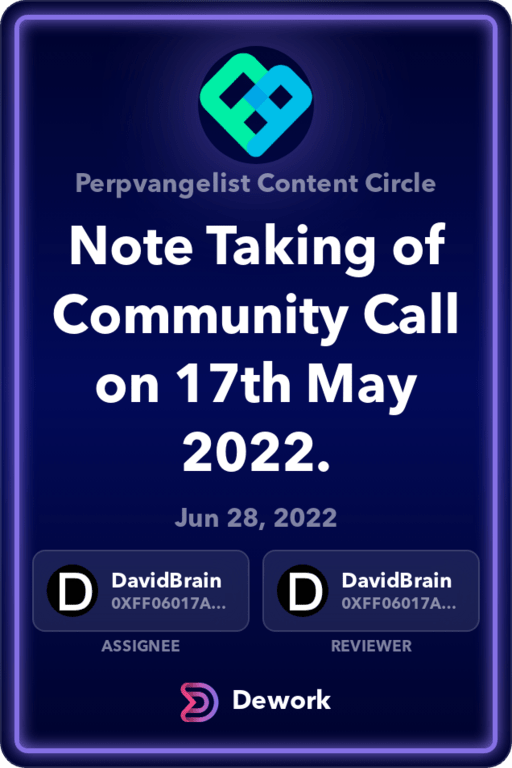 Perpvangelist Content Circle
Note Taking of
Community Call
on 17th May
2022.
Jun 28, 2022
D DavidBrain
0XFF06017A...
ASSIGNEE
D DavidBrain
0XFF06017A...
REVIEWER
Dework